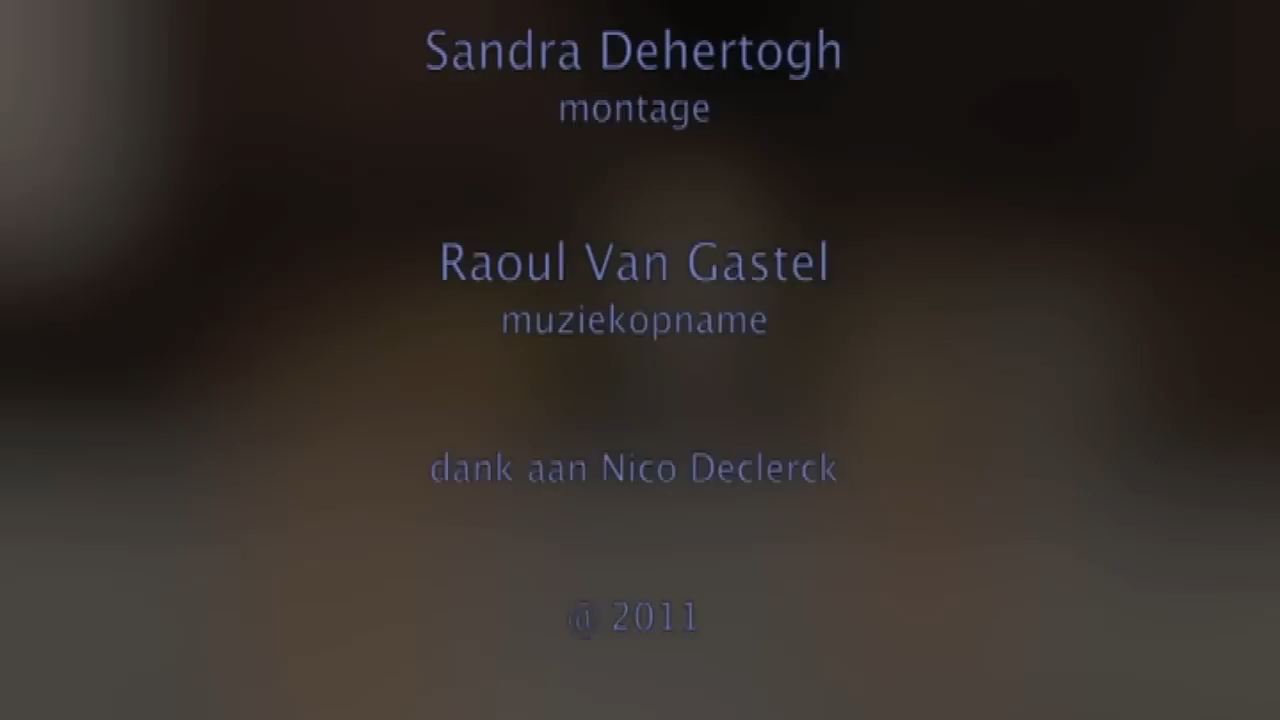 Sandra Dehertogh
montage
Raoul Van Gastel
muziekopname
dank aan Nico Declerck
@ 2011